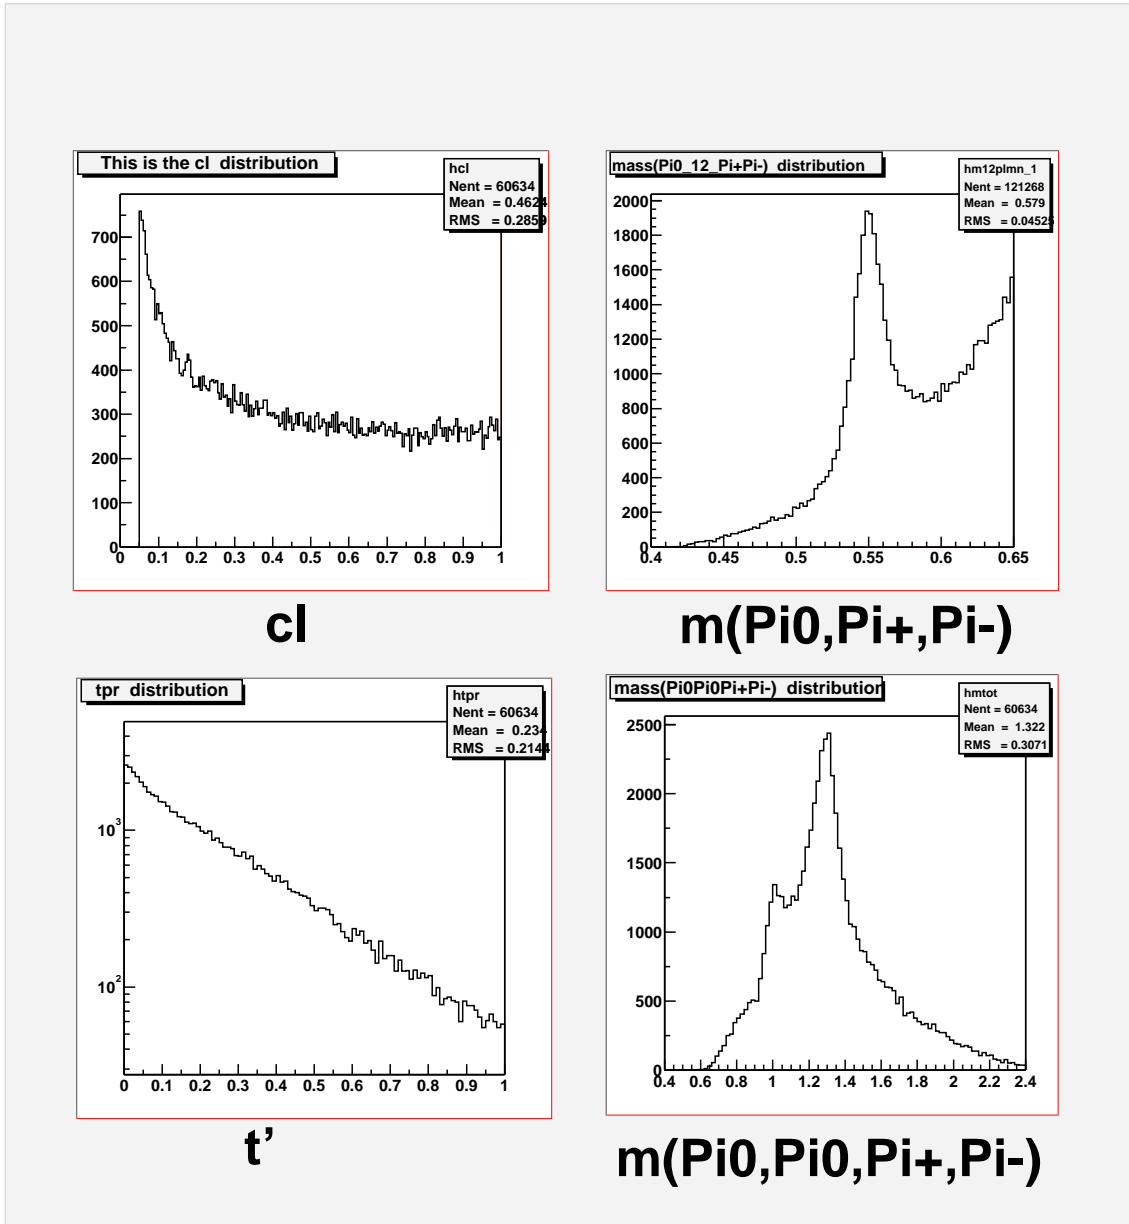 This is the cl distribution
hcl
Nent = 60634
Mean = 0.4624
RMS = 0.2859
700
600
500
400
300
200
100
0
0 0.1 0.2 0.3 0.4 0.5 0.6 0.7 0.8 0.9 1
cl
mass(Pi0_12_Pi+Pi-) distribution
hm12plmn_1
Nent = 121268
Mean = 0.579
RMS = 0.04525
2000
1800
1600
1400
1200
1000
800
600
400
200
0
0.4 0.45 0.5 0.55 0.6 0.65
m(Pi0,Pi+,Pi-)
tpr distribution
htpr
Nent = 60634
Mean = 0.234
RMS = 0.2144
10^3
10^2
0 0.1 0.2 0.3 0.4 0.5 0.6 0.7 0.8 0.9 1
t’
mass(Pi0Pi0Pi+Pi-) distribution
hmtot
Nent = 60634
Mean = 1.322
RMS = 0.3071
2500
2000
1500
1000
500
0
0.4 0.6 0.8 1 1.2 1.4 1.6 1.8 2 2.2 2.4
m(Pi0,Pi0,Pi+,Pi-)